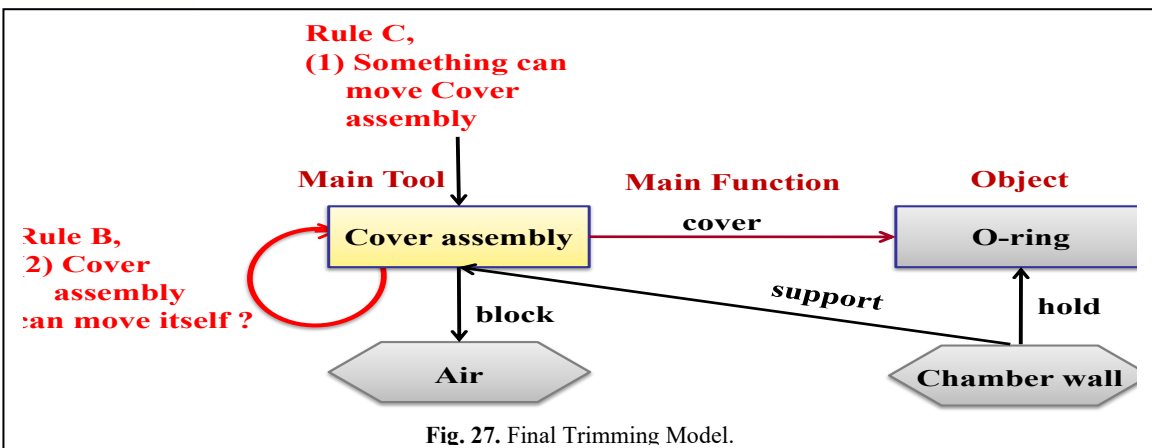 Rule C,
(1) Something can
move Cover
assembly
Main Tool
Main Function
Object
Cover assembly
cover
O-ring
Rule B,
2) Cover
assembly
can move itself ?
block
support
hold
Air
Chamber wall
Fig. 27. Final Trimming Model.